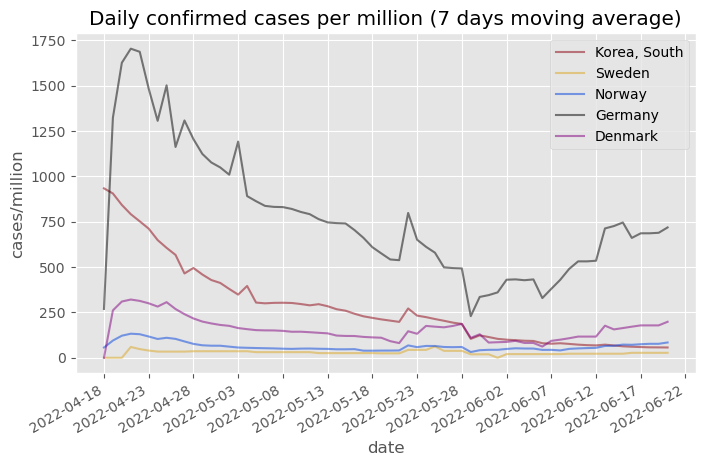 Daily confirmed cases per million (7 days moving average)
1750
1500
1250
1000
750
500
250
0
cases/million
Korea, South
Sweden
Norway
Germany
Denmark
2022-04-18
2022-04-23
2022-04-28
2022-05-03
2022-05-08
2022-05-13
2022-05-18
2022-05-23
2022-05-28
2022-06-02
2022-06-07
2022-06-12
2022-06-17
2022-06-22
date